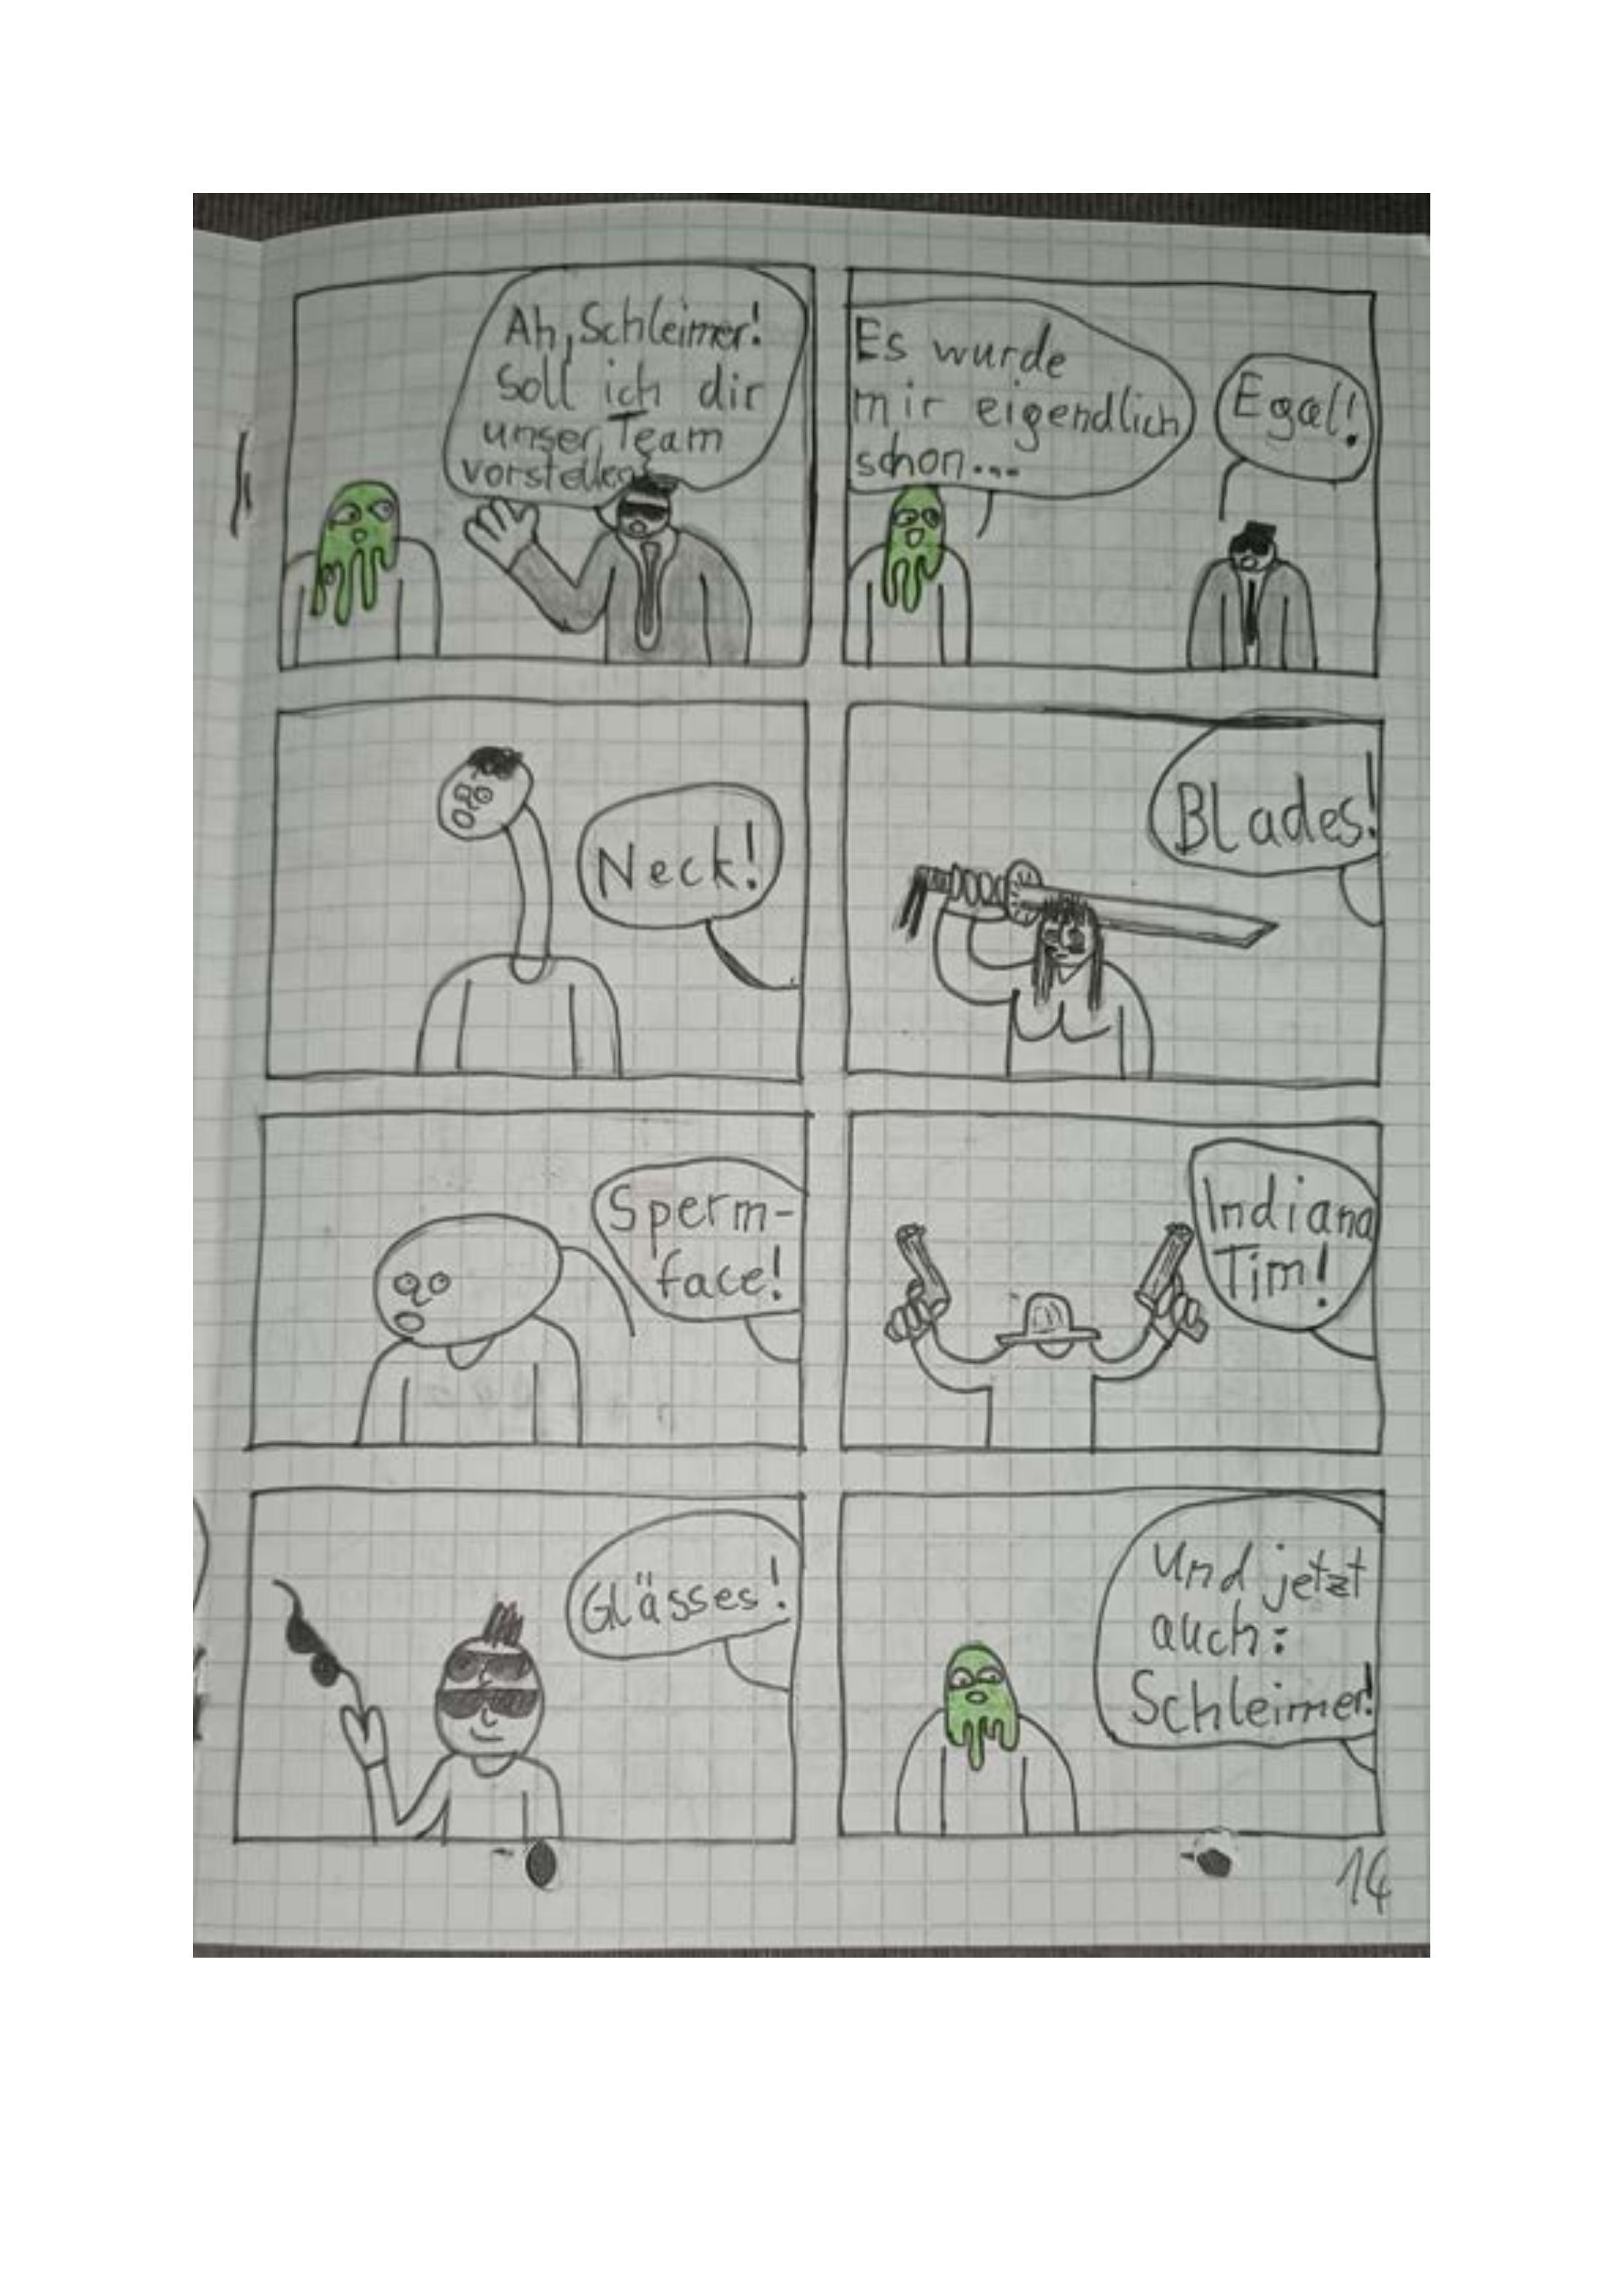 Ah, Schleimer!
Soll ich dir
unser Team
vorstellen?
Es wurde
mir eigendlich
schon...
Egal!
Neck!
Blades!
Sperm-
face!
Indiana
Tim!
Glässes!
Und jetzt
auch:
Schleimer!
14